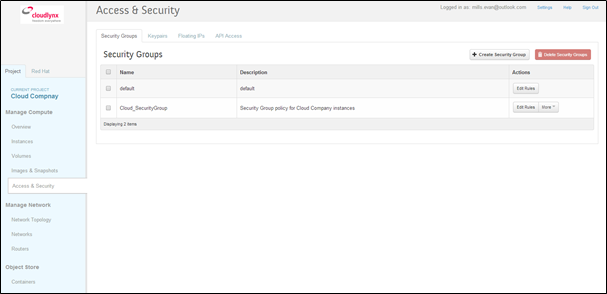 cloudlynx
Access & Security
Logged in as: mills.evan@outlook.com
Settings
Help
Sign Out
Security Groups
Keypairs
Floating IPs
API Access
Security Groups
+ Create Security Group
Delete Security Groups
Name
Description
Actions
default
default
Edit Rules
Cloud_SecurityGroup
Security Group policy for Cloud Company instances
Edit Rules
More
Displaying 2 items
Project
Red Hat
CURRENT PROJECT
Cloud Compnay
Manage Compute
Overview
Instances
Volumes
Images & Snapshots
Access & Security
Manage Network
Network Topology
Networks
Routers
Object Store
Containers